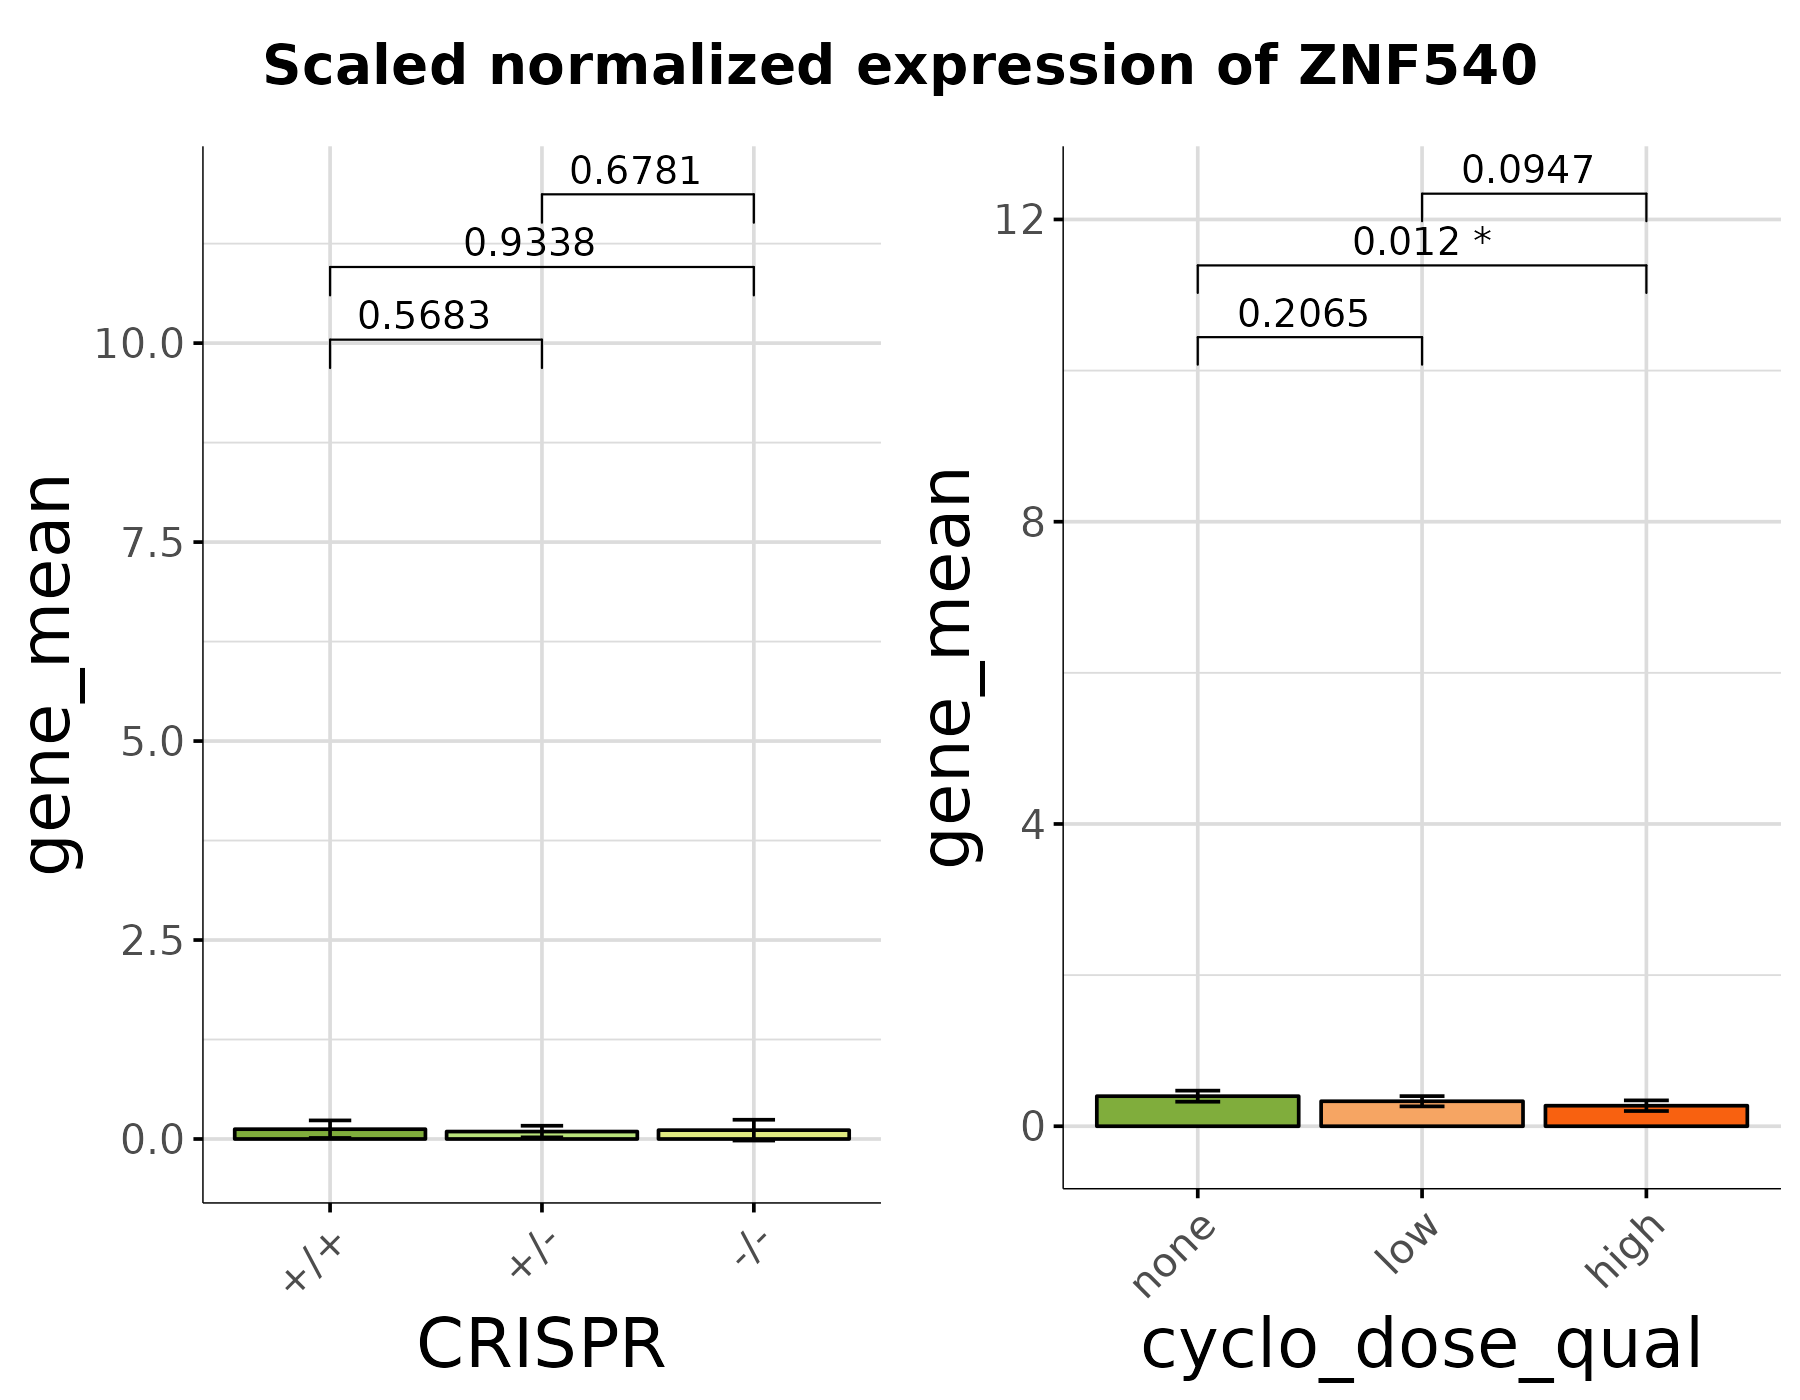 Scaled normalized expression of ZNF540
gene_mean
10.0
7.5
5.0
2.5
0.0
0.6781
0.9338
0.5683
+/+
+/-
-/-
CRISPR
gene_mean
12
8
4
0
0.0947
0.012 *
0.2065
none
low
high
cyclo_dose_qual